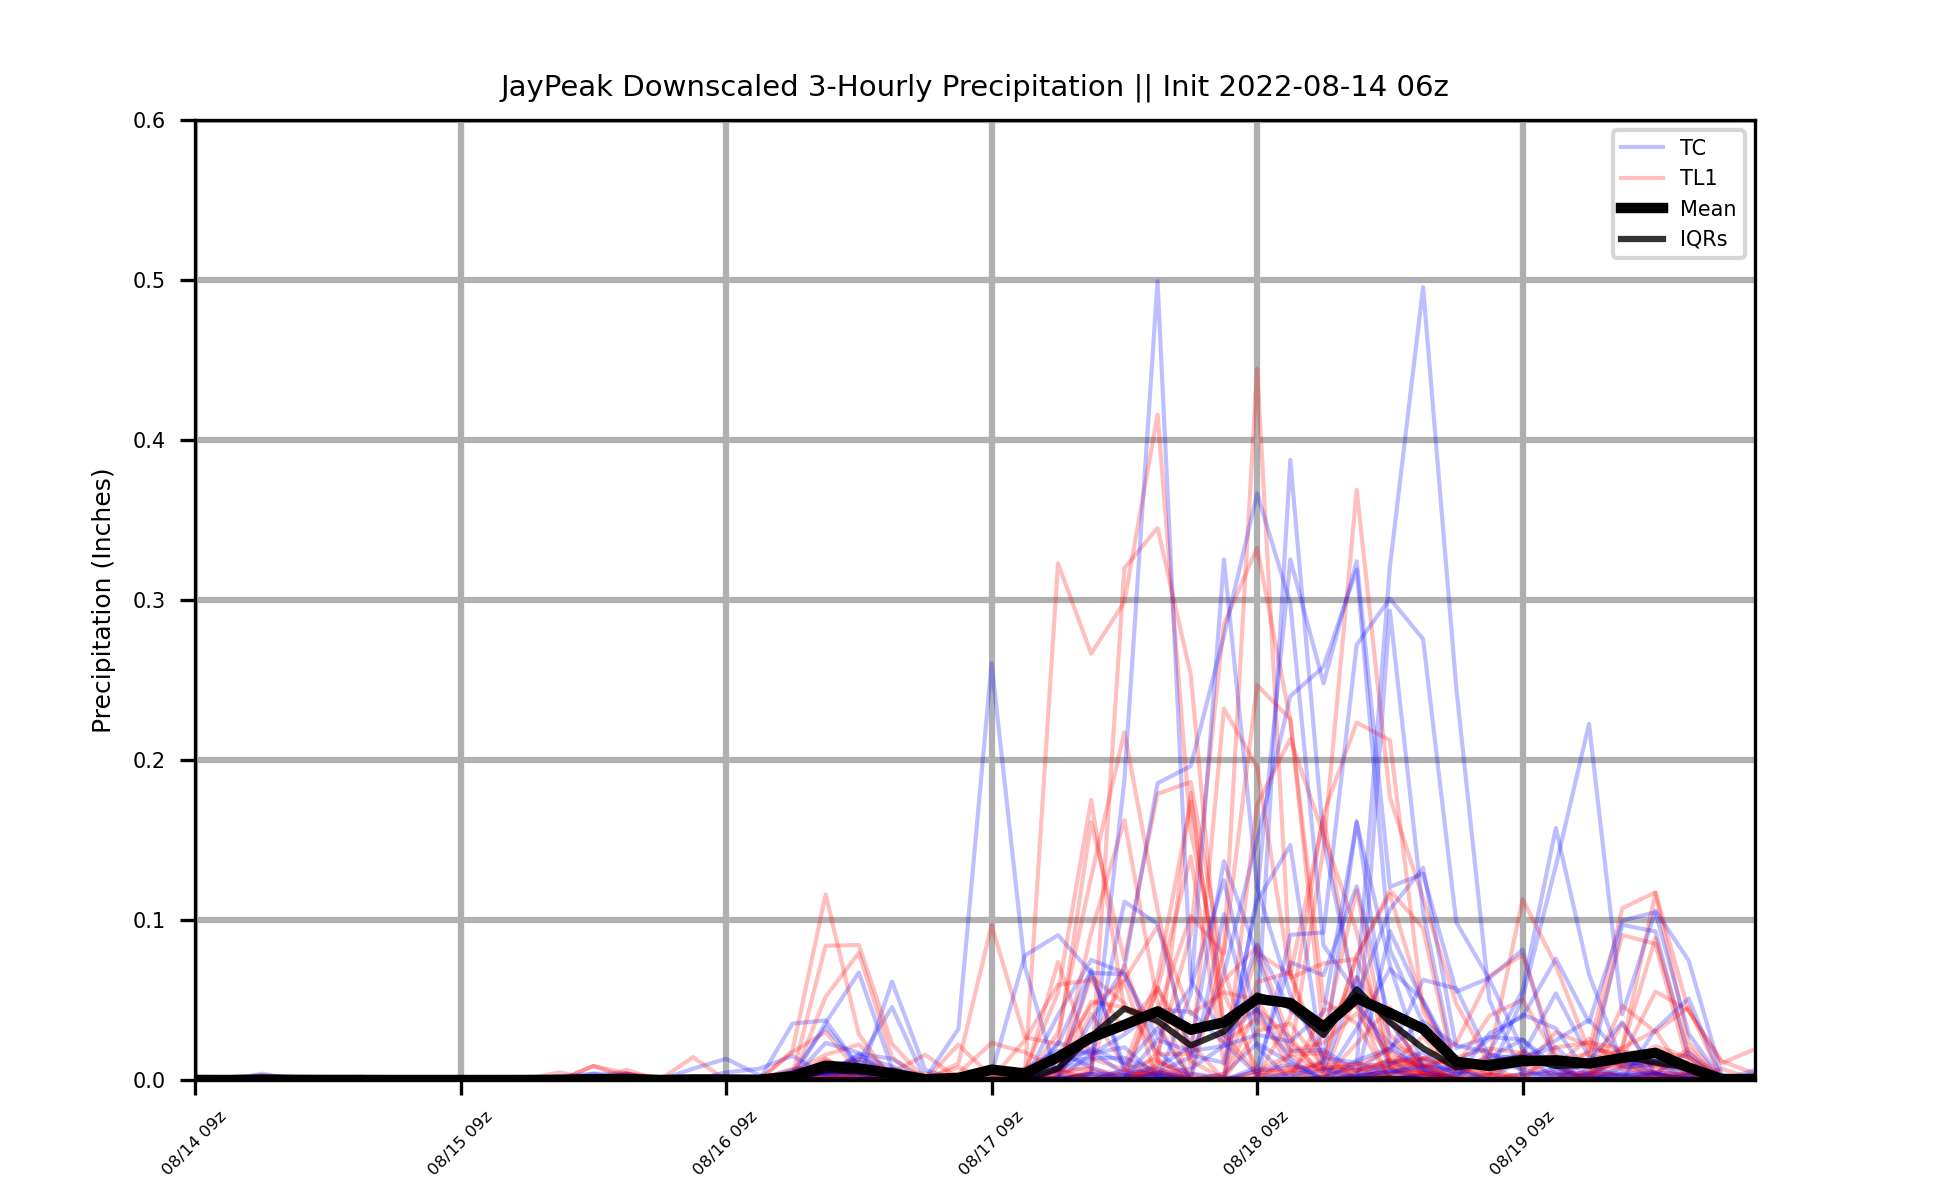 JayPeak Downscaled 3-Hourly Precipitation || Init 2022-08-14 06z
TC
TL1
Mean
IQRs
Precipitation (Inches)
0.6
0.5
0.4
0.3
0.2
0.1
0.0
08/14 09z
08/15 09z
08/16 09z
08/17 09z
08/18 09z
08/19 09z